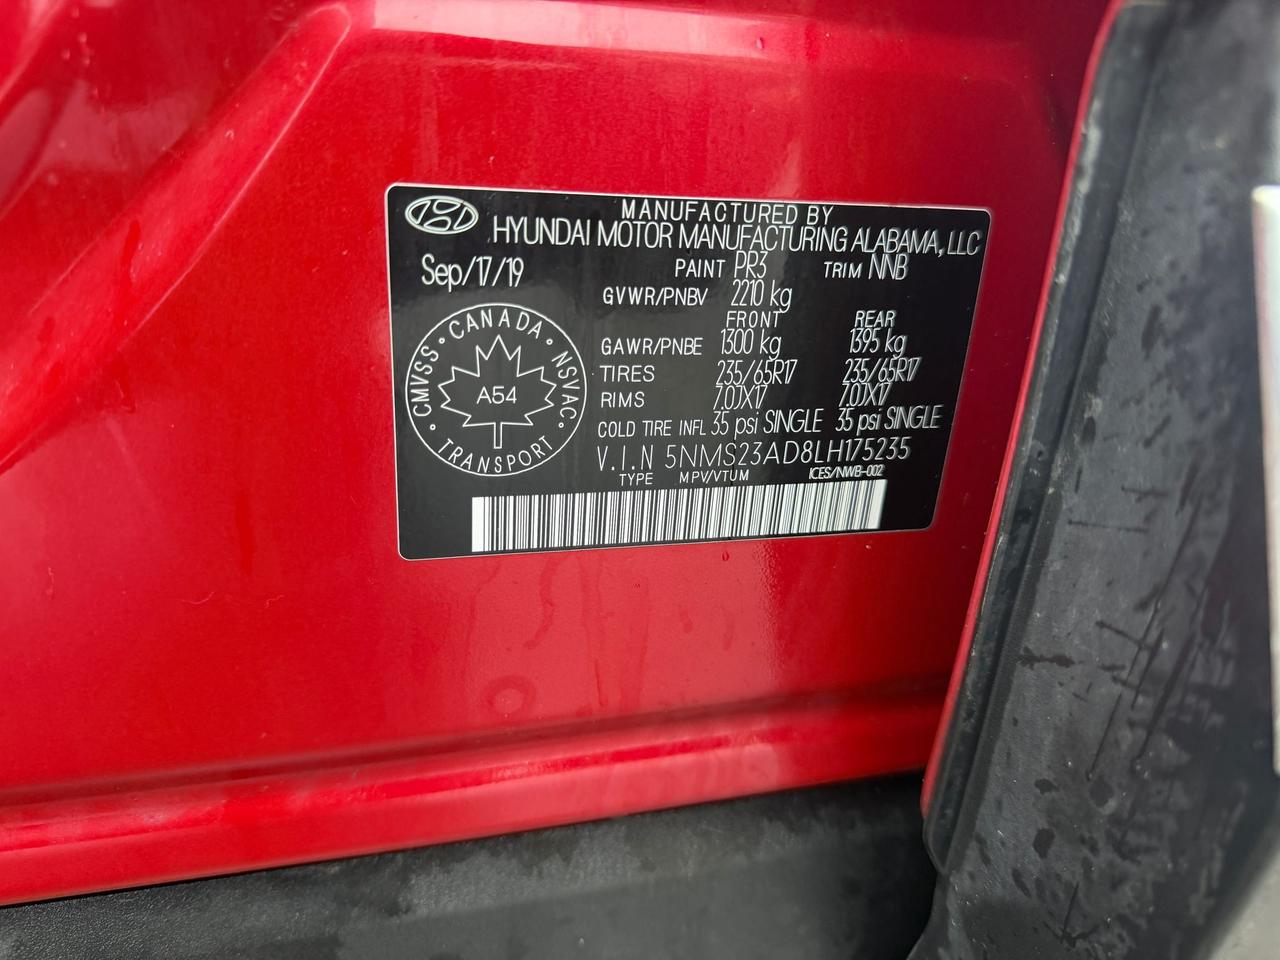 MANUFACTURED BY
HYUNDAI MOTOR MANUFACTURING ALABAMA, LLC
Sep/17/19 PAINT PR3 TRIM NNB
GVWR/PNBV 2210 kg
FRONT REAR
GAWR/PNBE 1300 kg 1395 kg
TIRES 235/65R17 235/65R17
RIMS 7.0JX17 7.0JX17
COLD TIRE INFL 35 psi SINGLE 35 psi SINGLE
V.I.N 5NMS23AD8LH175235
TYPE MPV/VTUM ICES/NWB-002
CMVSS • CANADA • NSVAC • TRANSPORT •
A54